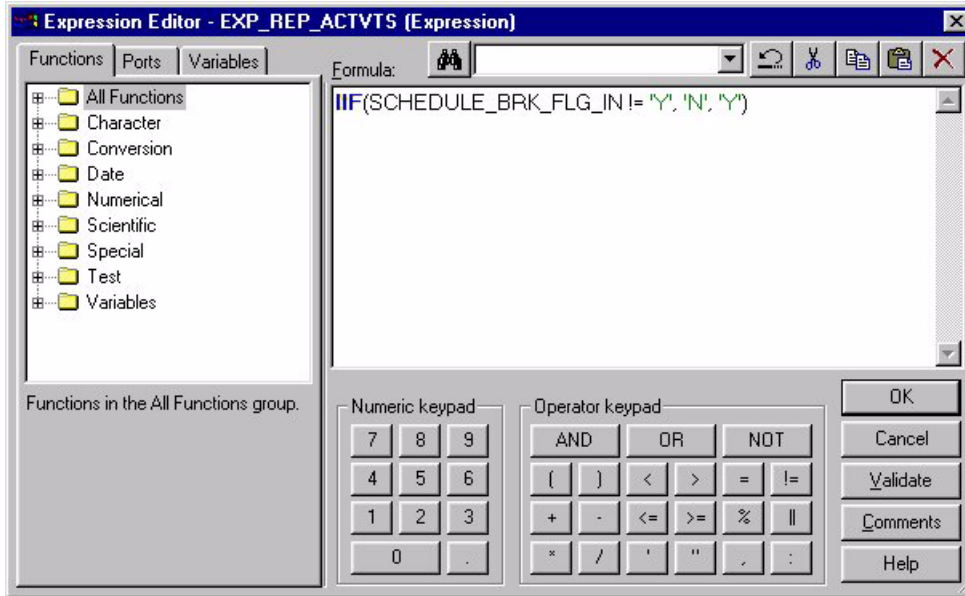 Expression Editor - EXP_REP_ACTVTS (Expression)
Functions Ports Variables
Formula:
All Functions
Character
Conversion
Date
Numerical
Scientific
Special
Test
Variables
IIF(SCHEDULE_BRK_FLG_IN != 'Y', 'N', 'Y')
Functions in the All Functions group.
Numeric keypad
7 8 9
4 5 6
1 2 3
0 .
Operator keypad
AND OR NOT
( ) < > = !=
+ - <= >= % ||
* / ' " , :
OK
Cancel
Validate
Comments
Help